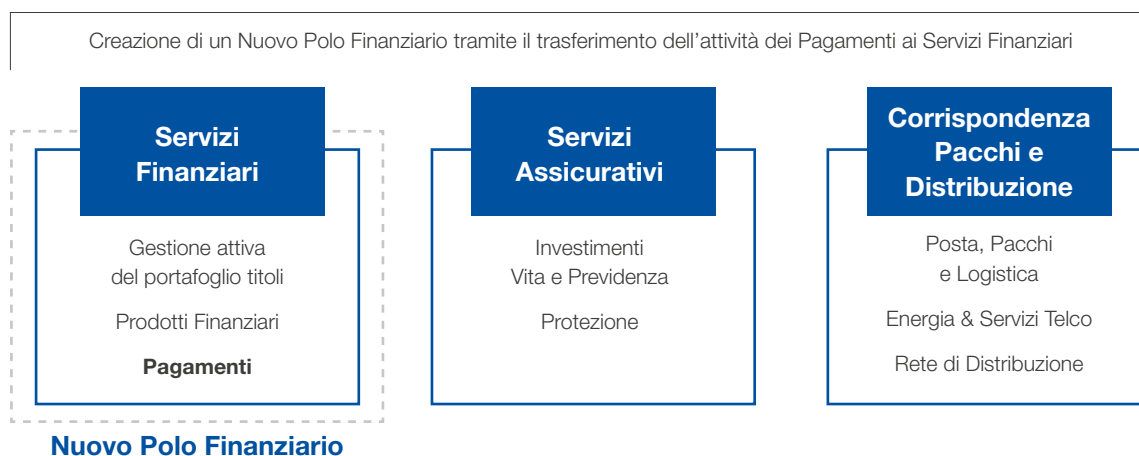 Creazione di un Nuovo Polo Finanziario tramite il trasferimento dell'attività dei Pagamenti ai Servizi Finanziari
Servizi
Finanziari
Gestione attiva
del portafoglio titoli
Prodotti Finanziari
Pagamenti
Nuovo Polo Finanziario
Servizi
Assicurativi
Investimenti
Vita e Previdenza
Protezione
Corrispondenza
Pacchi e
Distribuzione
Posta, Pacchi
e Logistica
Energia & Servizi Telco
Rete di Distribuzione